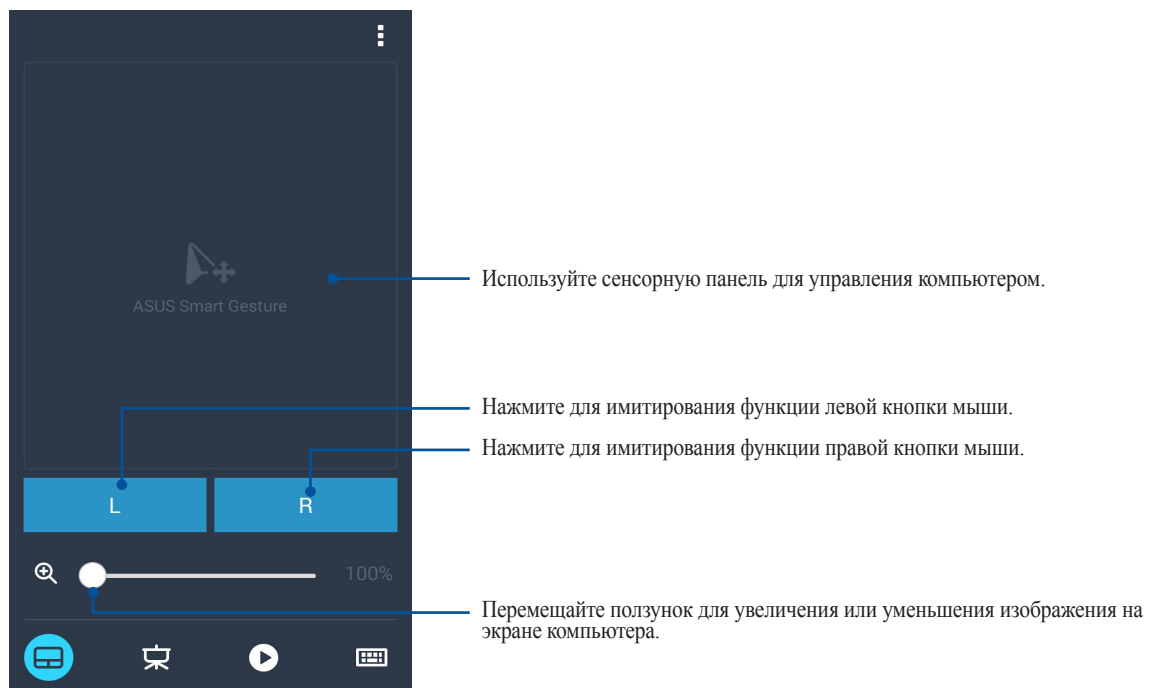 ASUS Smart Gesture
Используйте сенсорную панель для управления компьютером.
Нажмите для имитирования функции левой кнопки мыши.
Нажмите для имитирования функции правой кнопки мыши.
L
R
100%
Перемещайте ползунок для увеличения или уменьшения изображения на
экране компьютера.